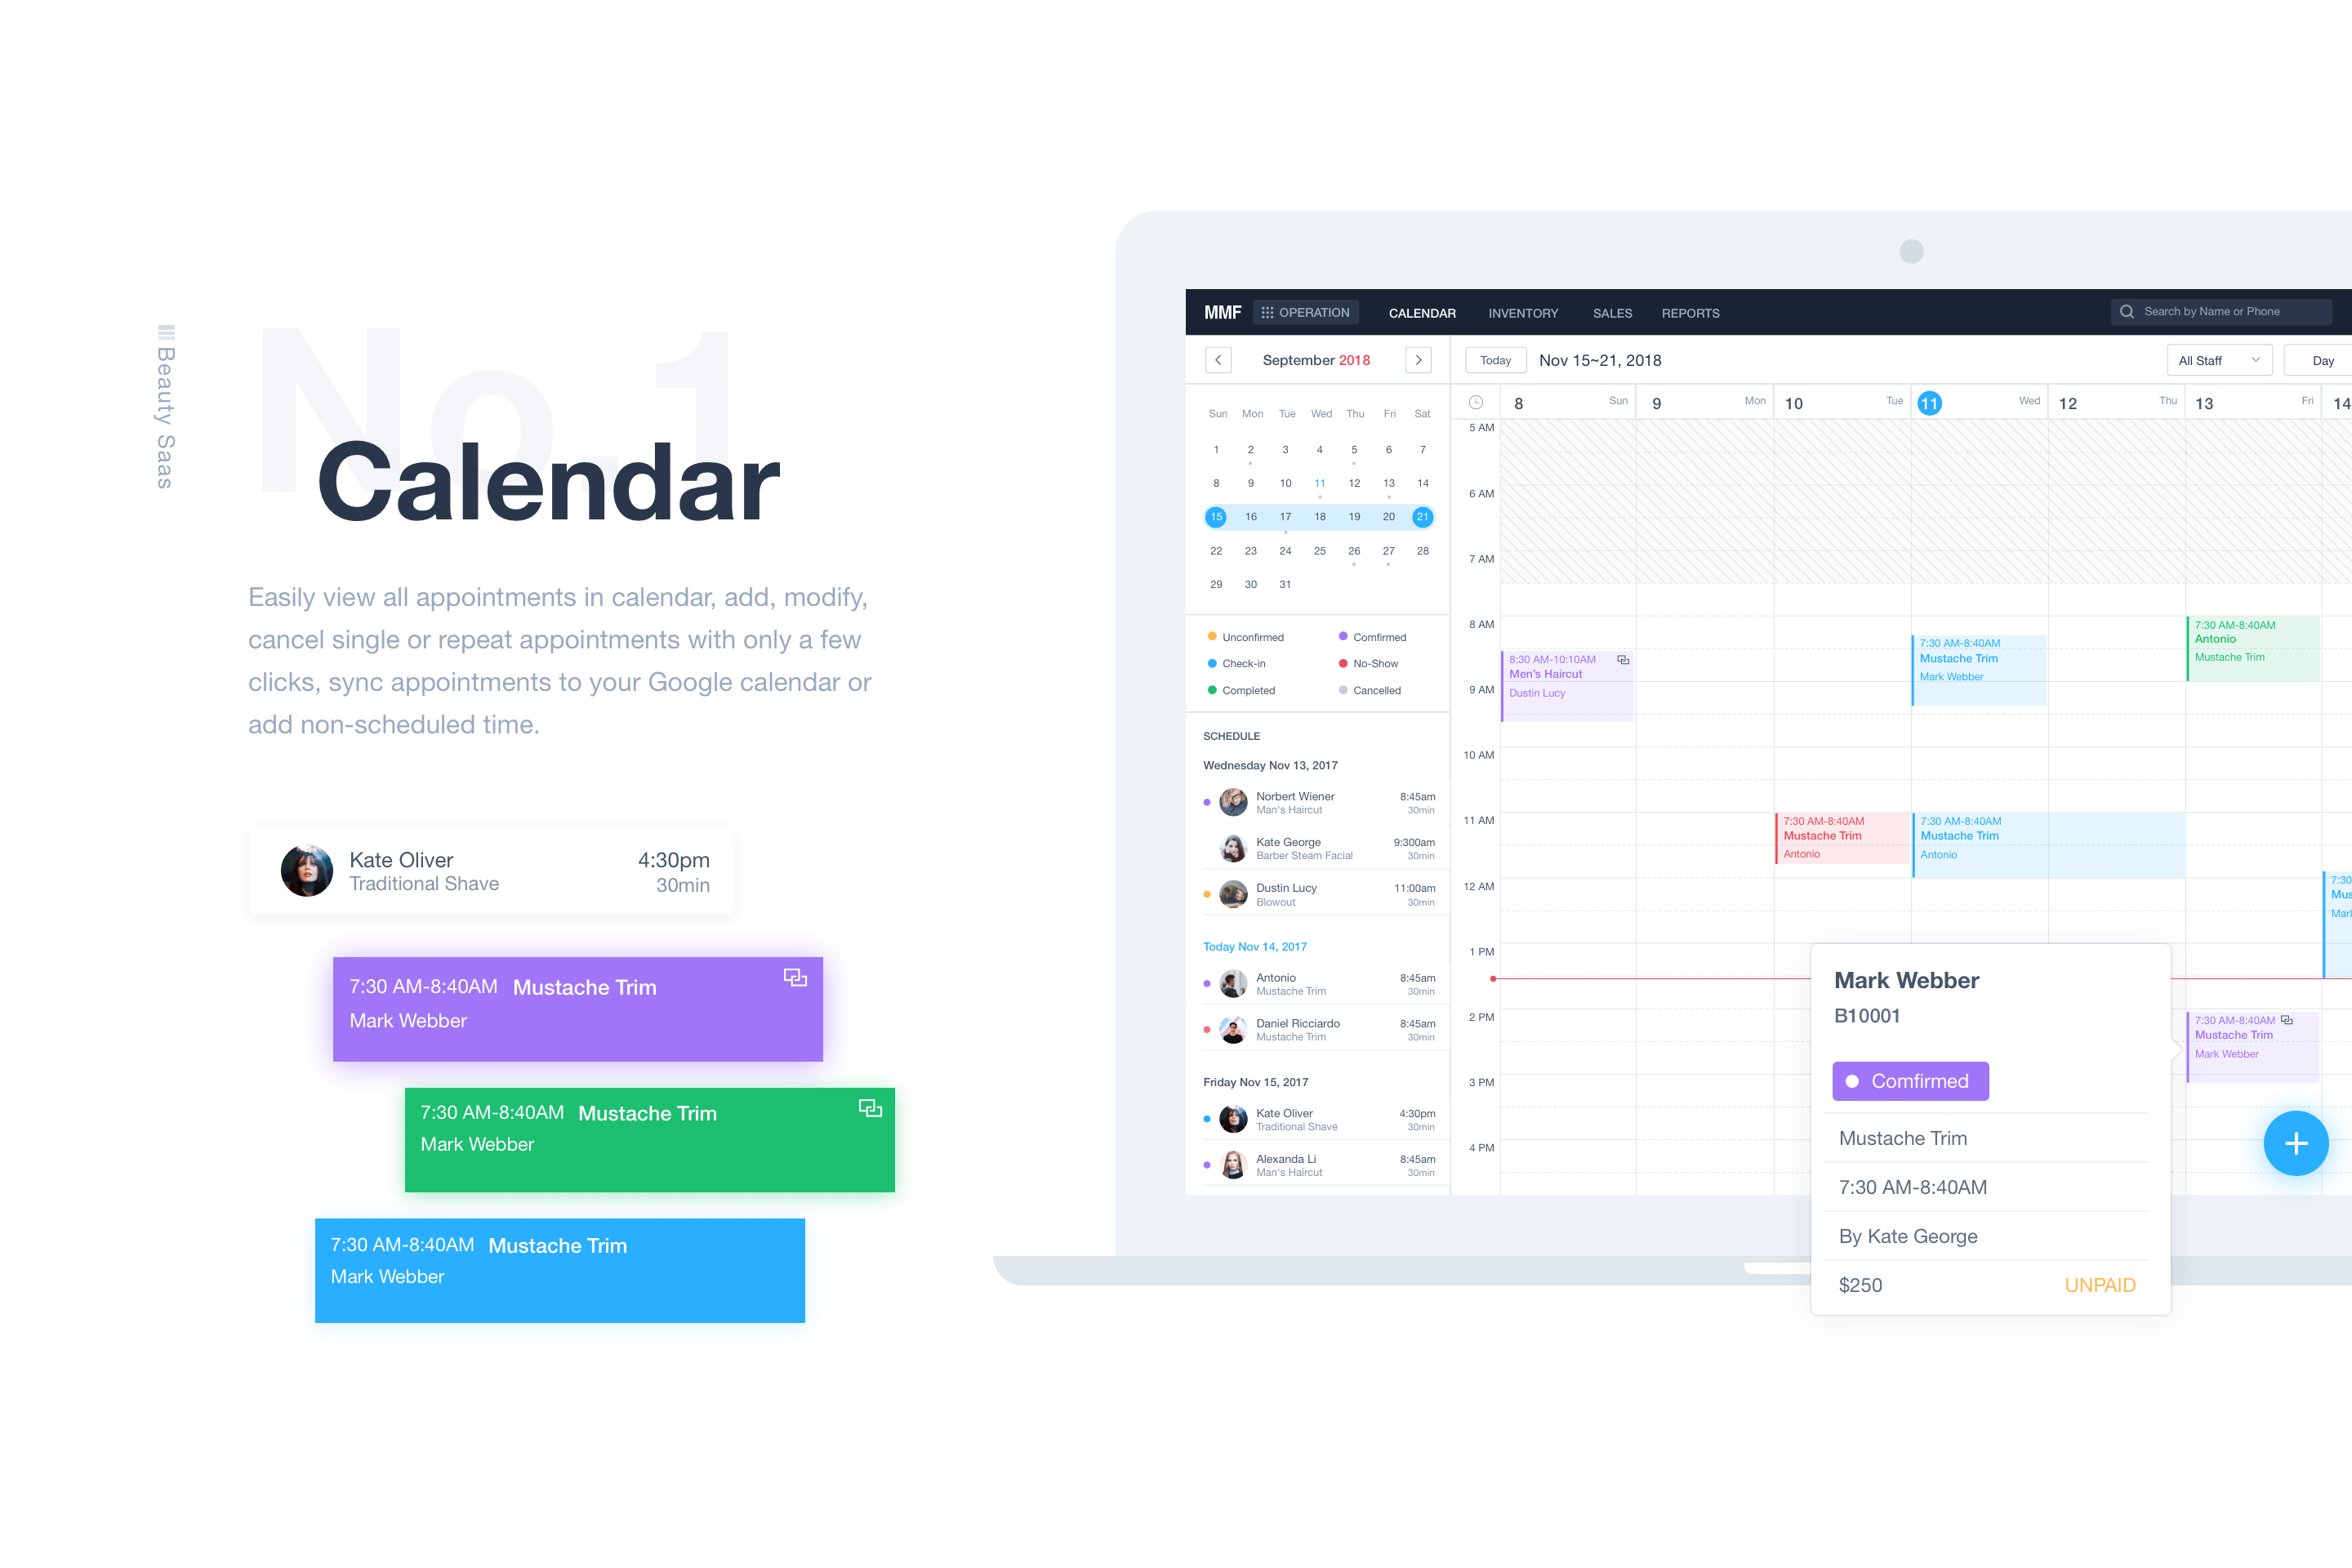 Beauty Saas
No.1
Calendar
Easily view all appointments in calendar, add, modify,
cancel single or repeat appointments with only a few
clicks, sync appointments to your Google calendar or
add non-scheduled time.
Kate Oliver 4:30pm
Traditional Shave 30min
7:30 AM-8:40AM Mustache Trim
Mark Webber
7:30 AM-8:40AM Mustache Trim
Mark Webber
7:30 AM-8:40AM Mustache Trim
Mark Webber
MMF OPERATION CALENDAR INVENTORY SALES REPORTS Search by Name or Phone
September 2018
Sun Mon Tue Wed Thu Fri Sat
1 2 3 4 5 6 7
8 9 10 11 12 13 14
15 16 17 18 19 20 21
22 23 24 25 26 27 28
29 30 31
Unconfirmed Comfirmed
Check-in No-Show
Completed Cancelled
SCHEDULE
Wednesday Nov 13, 2017
Norbert Wiener 8:45am
Man's Haircut 30min
Kate George 9:300am
Barber Steam Facial 30min
Dustin Lucy 11:00am
Blowout 30min
Today Nov 14, 2017
Antonio 8:45am
Mustache Trim 30min
Daniel Ricciardo 8:45am
Mustache Trim 30min
Friday Nov 15, 2017
Kate Oliver 4:30pm
Traditional Shave 30min
Alexanda Li 8:45am
Man's Haircut 30min
Today Nov 15~21, 2018 All Staff Day
8 Sun 9 Mon 10 Tue 11 Wed 12 Thu 13 Fri 14
5 AM
6 AM
7 AM
8 AM
9 AM
10 AM
11 AM
12 AM
1 PM
2 PM
3 PM
4 PM
8:30 AM-10:10AM
Men's Haircut
Dustin Lucy
7:30 AM-8:40AM
Mustache Trim
Antonio
7:30 AM-8:40AM
Mustache Trim
Mark Webber
7:30 AM-8:40AM
Mustache Trim
Antonio
7:30 AM-8:40AM
Antonio
Mustache Trim
7:30 AM-8:40AM
Mustache Trim
Mark Webber
7:30
Mus
Mark Webber
B10001
Comfirmed
Mustache Trim
7:30 AM-8:40AM
By Kate George
$250 UNPAID